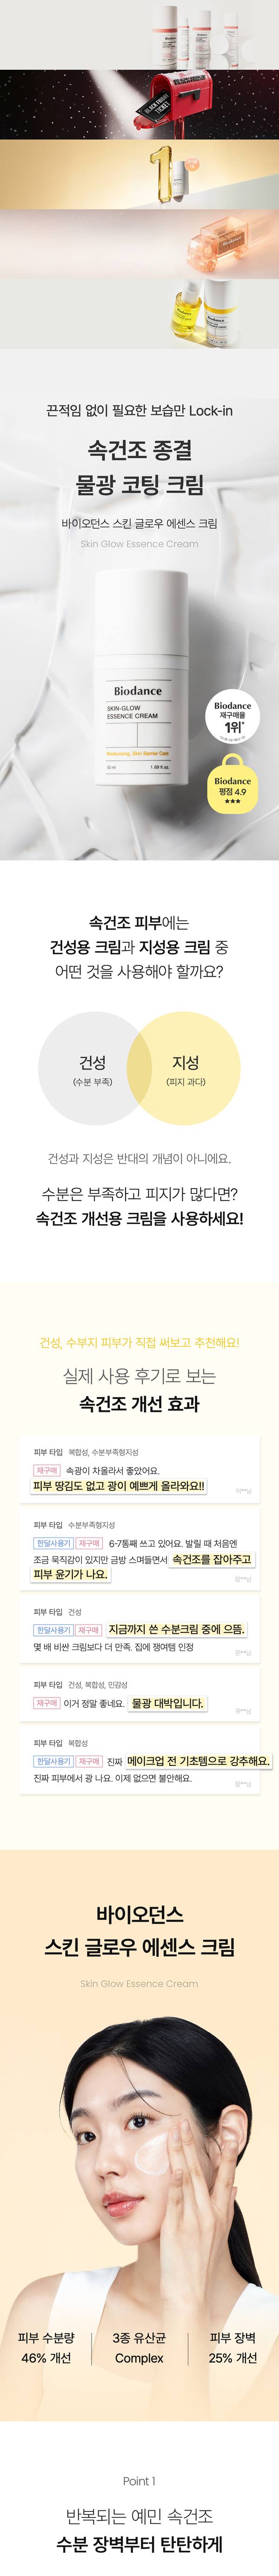 BLACK FRIDAY
TICKET
Biodance
끈적임 없이 필요한 보습만 Lock-in
속건조 종결
물광 코팅 크림
바이오던스 스킨 글로우 에센스 크림
Skin Glow Essence Cream
Biodance
SKIN-GLOW
ESSENCE CREAM
Moisturizing, Skin Barrier Care
50 ml 1.69 fl.oz.
Biodance
재구매율
1위*
Biodance
평점 4.9
★★★
속건조 피부에는
건성용 크림과 지성용 크림 중
어떤 것을 사용해야 할까요?
건성
(수분 부족)
지성
(피지 과다)
건성과 지성은 반대의 개념이 아니에요.
수분은 부족하고 피지가 많다면?
속건조 개선용 크림을 사용하세요!
건성, 수부지 피부가 직접 써보고 추천해요!
실제 사용 후기로 보는
속건조 개선 효과
피부 타입 복합성, 수분부족형지성
재구매 속광이 차올라서 좋았어요.
피부 땅김도 없고 광이 예쁘게 올라와요!!
피부 타입 수분부족형지성
한달사용기 재구매 6-7통째 쓰고 있어요. 발릴 때 처음엔
조금 묵직감이 있지만 금방 스며들면서 속건조를 잡아주고
피부 윤기가 나요.
피부 타입 건성
한달사용기 재구매 지금까지 쓴 수분크림 중에 으뜸.
몇 배 비싼 크림보다 더 만족. 집에 쟁여템 인정
피부 타입 건성, 복합성, 민감성
재구매 이거 정말 좋네요. 물광 대박입니다.
피부 타입 복합성
한달사용기 재구매 진짜 메이크업 전 기초템으로 강추해요.
진짜 피부에서 광 나요. 이제 없으면 불안해요.
바이오던스
스킨 글로우 에센스 크림
Skin Glow Essence Cream
피부 수분량
46% 개선
3종 유산균
Complex
피부 장벽
25% 개선
Point 1
반복되는 예민 속건조
수분 장벽부터 탄탄하게